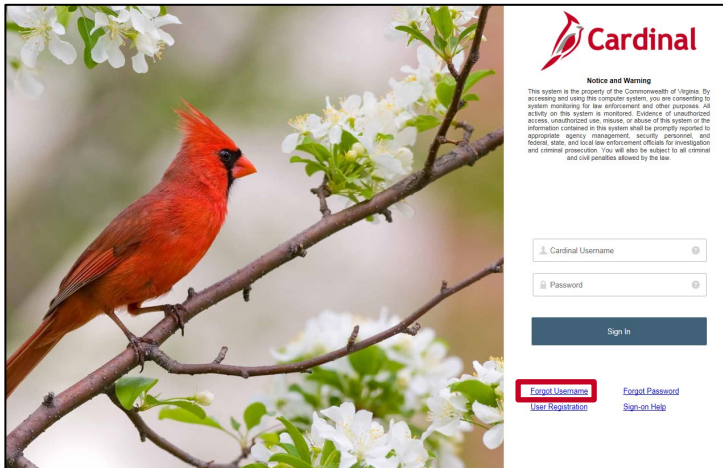 Cardinal
Notice and Warning
This system is the property of the Commonwealth of Virginia. By
accessing and using this computer system, you are consenting to
system monitoring for law enforcement and other purposes. All
activity on this system is monitored. Evidence of unauthorized
access, unauthorized use, misuse, or abuse of this system or the
information contained in this system shall be promptly reported to
appropriate agency management, security personnel, and
federal, state, and local law enforcement officials for investigation
and criminal prosecution. You will also be subject to all criminal
and civil penalties allowed by the law.
Cardinal Username ?
Password ?
Sign In
Forgot Username Forgot Password
User Registration Sign-on Help